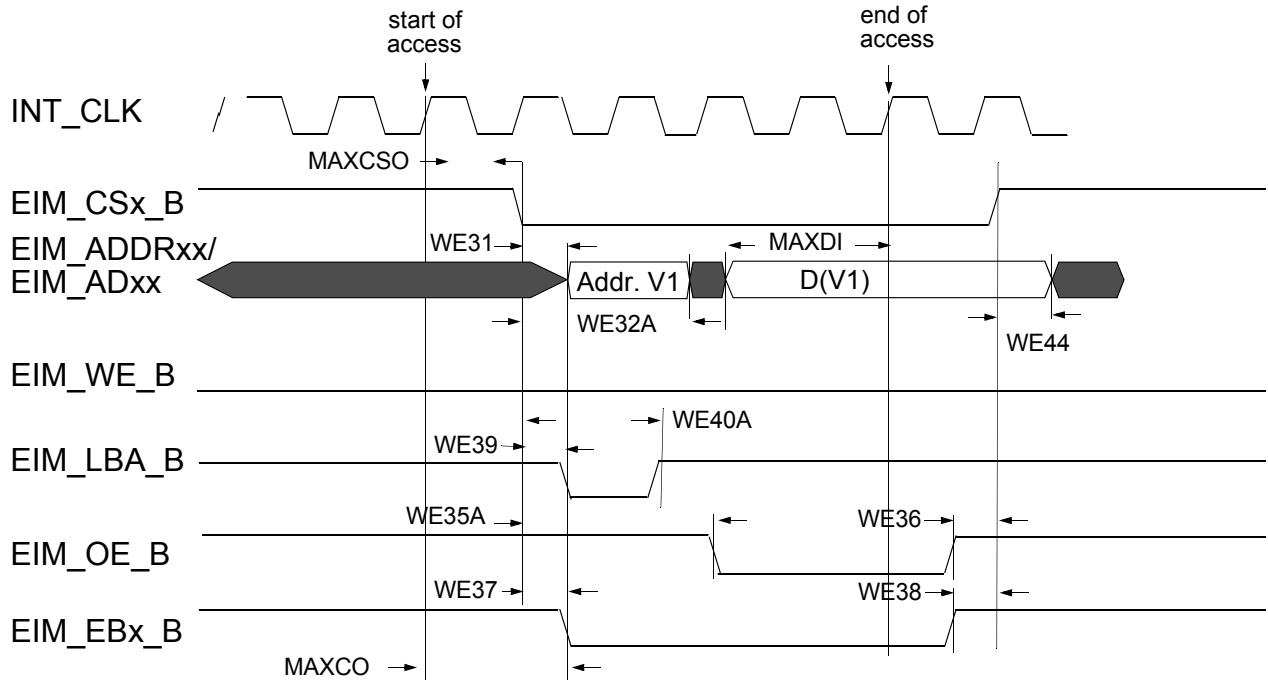 start of
access
end of
access
INT_CLK
MAXCSO
EIM_CSx_B
EIM_ADDRxx/
EIM_ADxx
WE31
MAXDI
Addr. V1
D(V1)
WE32A
WE44
EIM_WE_B
WE40A
WE39
EIM_LBA_B
WE35A
WE36
EIM_OE_B
WE37
WE38
EIM_EBx_B
MAXCO